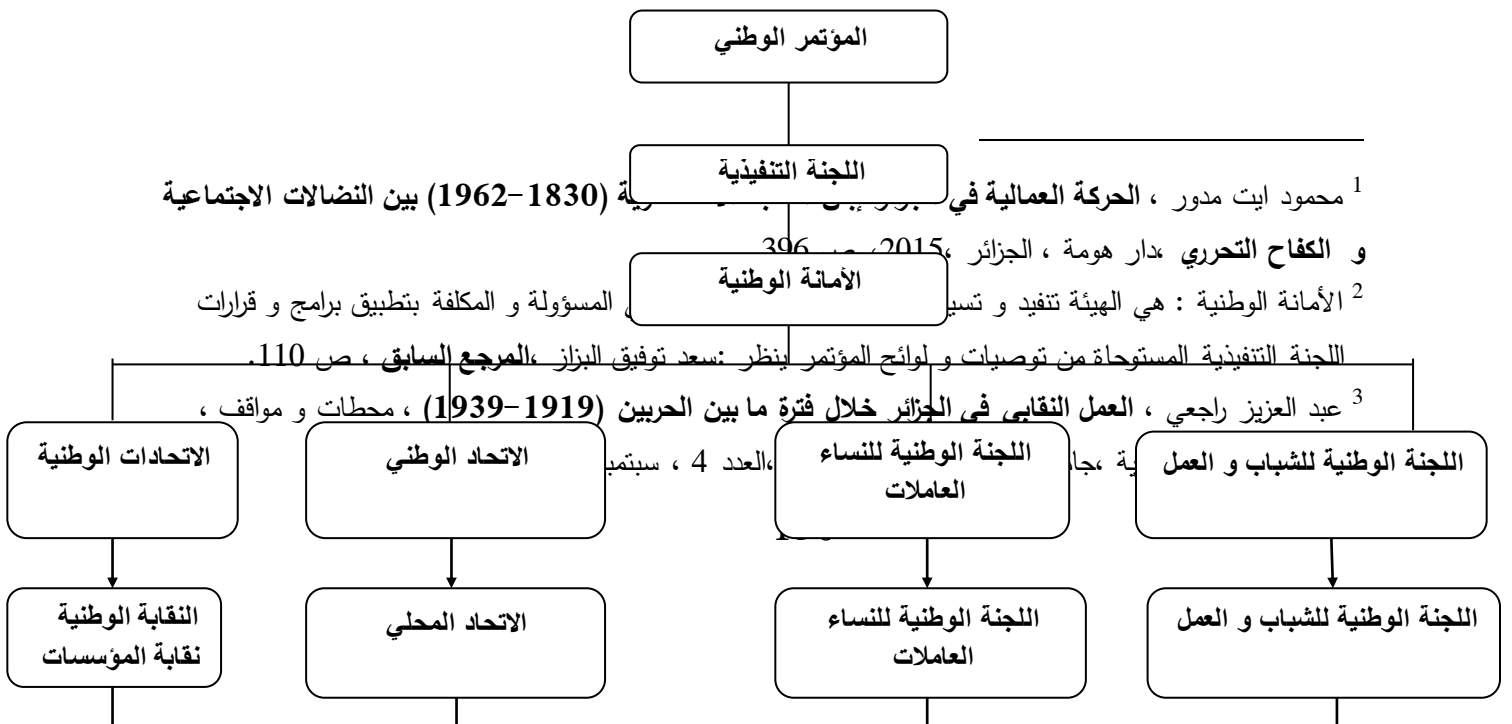 المؤتمر الوطني
اللجنة التنفيذية
1 محمود ايت مدور ، الحركة العمالية في (1830-1962) بين النضالات الاجتماعية
و الكفاح التحرري ،دار هومة ، الجزائر ،2015، ص 396
الأمانة الوطنية
2 الأمانة الوطنية : هي الهيئة تنفيد و تسير المسؤولة و المكلفة بتطبيق برامج و قرارات
اللجنة التنفيذية المستوحاة من توصيات و لوائح المؤتمر ينظر :سعد توفيق البزاز ،المرجع السابق ، ص 110.
3 عبد العزيز راجعي ، العمل النقابي في الجزائر خلال فترة ما بين الحربين (1919-1939) ، محطات و مواقف ،
،العدد 4 ،
اللجنة الوطنية للشباب و العمل
اللجنة الوطنية للنساء
العاملات
الاتحاد الوطني
الاتحادات الوطنية
اللجنة الوطنية للشباب و العمل
اللجنة الوطنية للنساء
العاملات
الاتحاد المحلي
النقابة الوطنية
نقابة المؤسسات